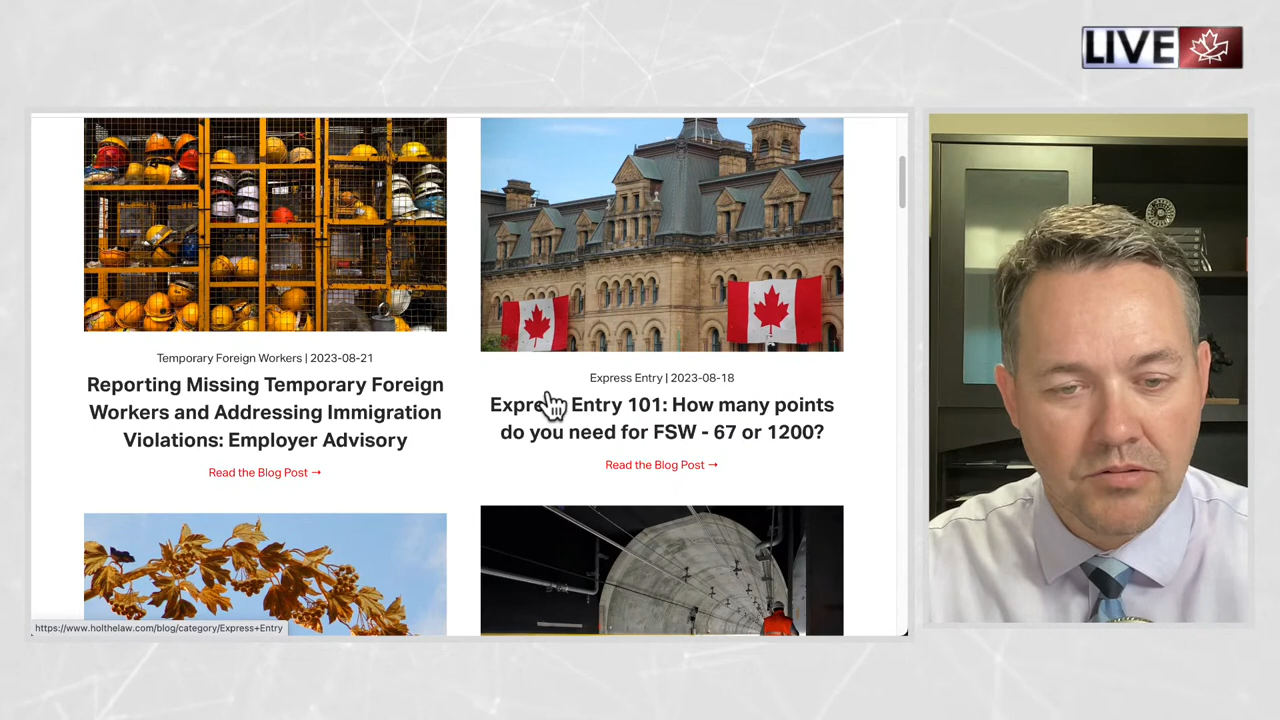 LIVE
Temporary Foreign Workers | 2023-08-21
Reporting Missing Temporary Foreign
Workers and Addressing Immigration
Violations: Employer Advisory
Read the Blog Post →
Express Entry | 2023-08-18
Express Entry 101: How many points
do you need for FSW - 67 or 1200?
Read the Blog Post →
https://www.holthelaw.com/blog/category/Express+Entry